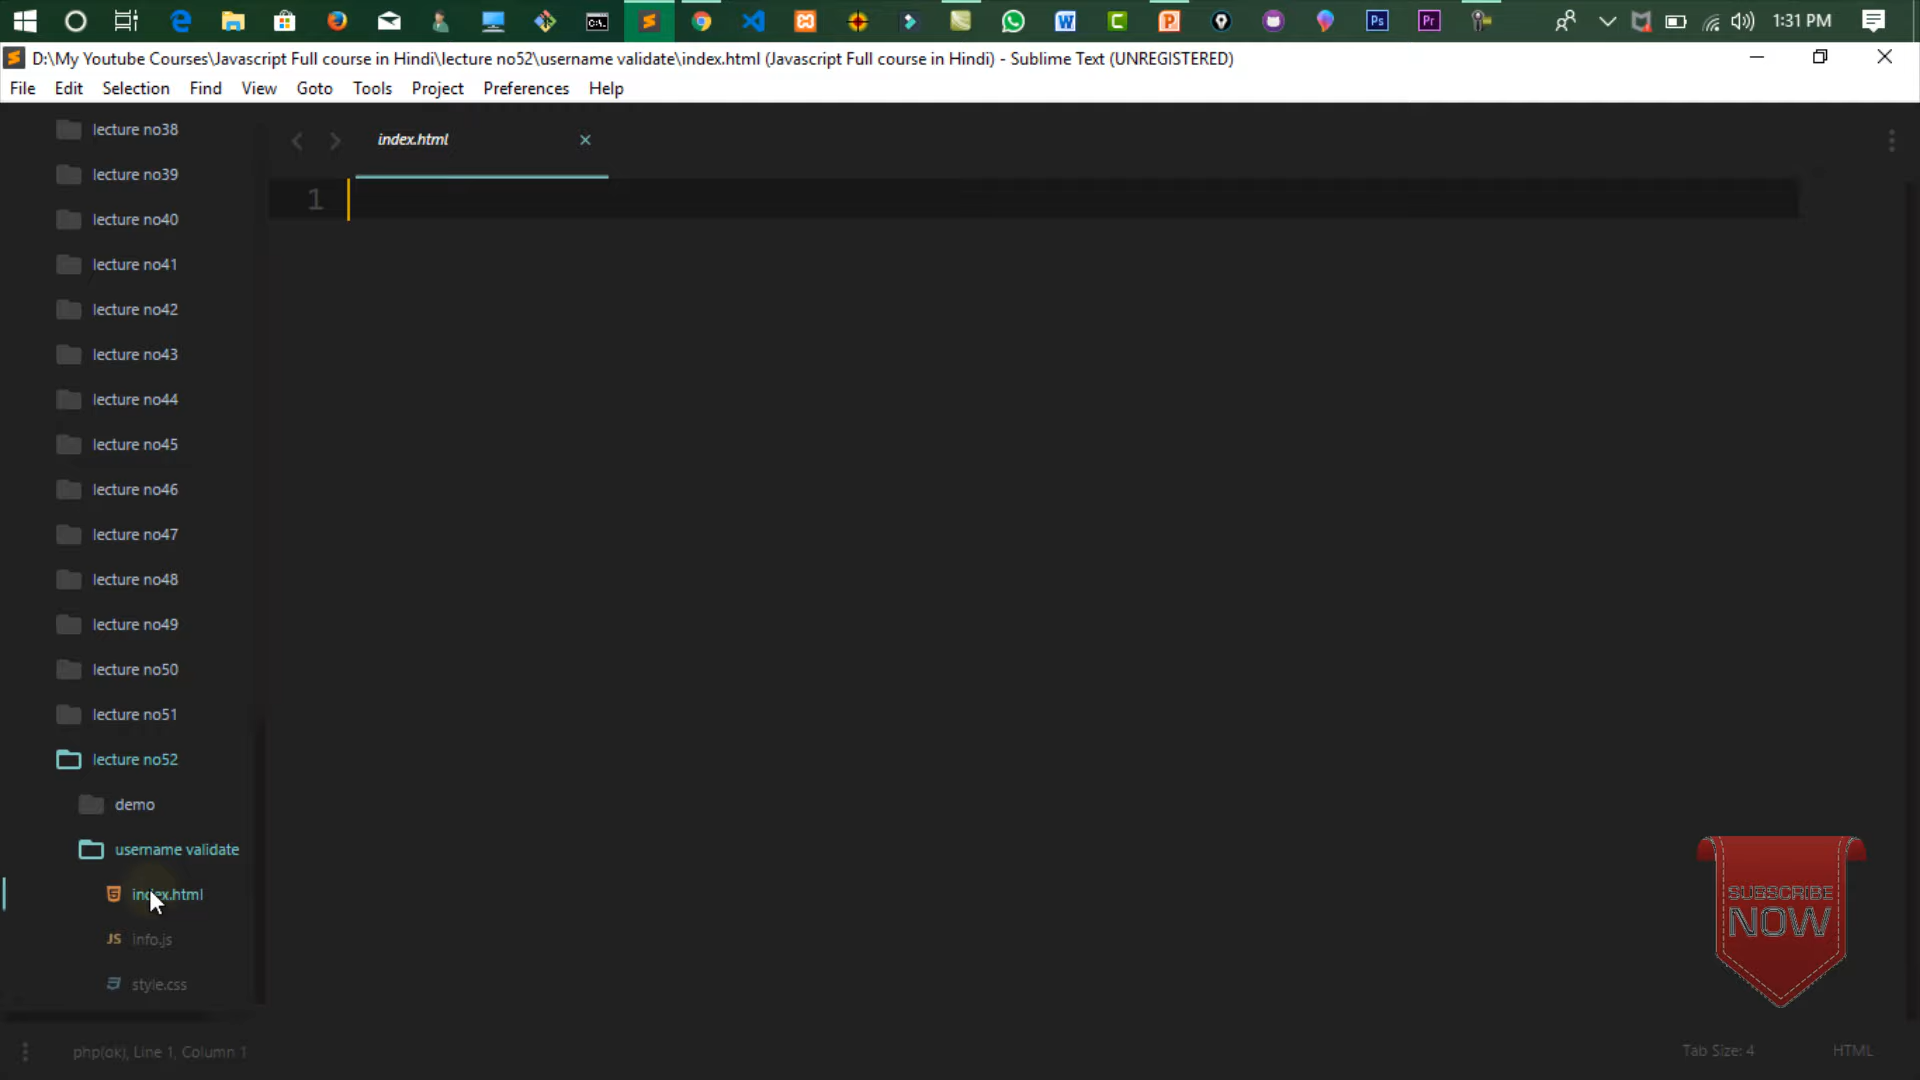 1:31 PM
D:\My Youtube Courses\Javascript Full course in Hindi\lecture no52\username validate\index.html (Javascript Full course in Hindi) - Sublime Text (UNREGISTERED)
File Edit Selection Find View Goto Tools Project Preferences Help
index.html
1
lecture no38
lecture no39
lecture no40
lecture no41
lecture no42
lecture no43
lecture no44
lecture no45
lecture no46
lecture no47
lecture no48
lecture no49
lecture no50
lecture no51
lecture no52
demo
username validate
index.html
JS info.js
style.css
SUBSCRIBE
NOW
php(ok), Line 1, Column 1
Tab Size: 4
HTML